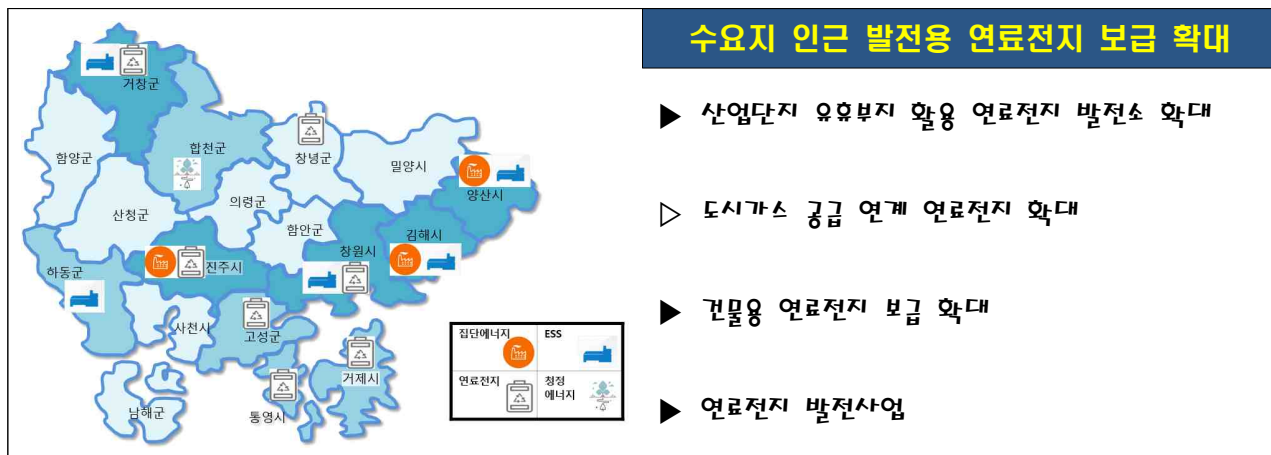 수요지 인근 발전용 연료전지 보급 확대
▶ 산업단지 유휴부지 활용 연료전지 발전소 확대
▷ 도시가스 공급 연계 연료전지 확대
▶ 건물용 연료전지 보급 확대
▶ 연료전지 발전사업
거창군
합천군
창녕군
함양군
밀양시
양산시
의령군
산청군
함안군
창원시
김해시
진주시
하동군
사천시
고성군
거제시
남해군
통영시
집단에너지
ESS
연료전지
청정
에너지